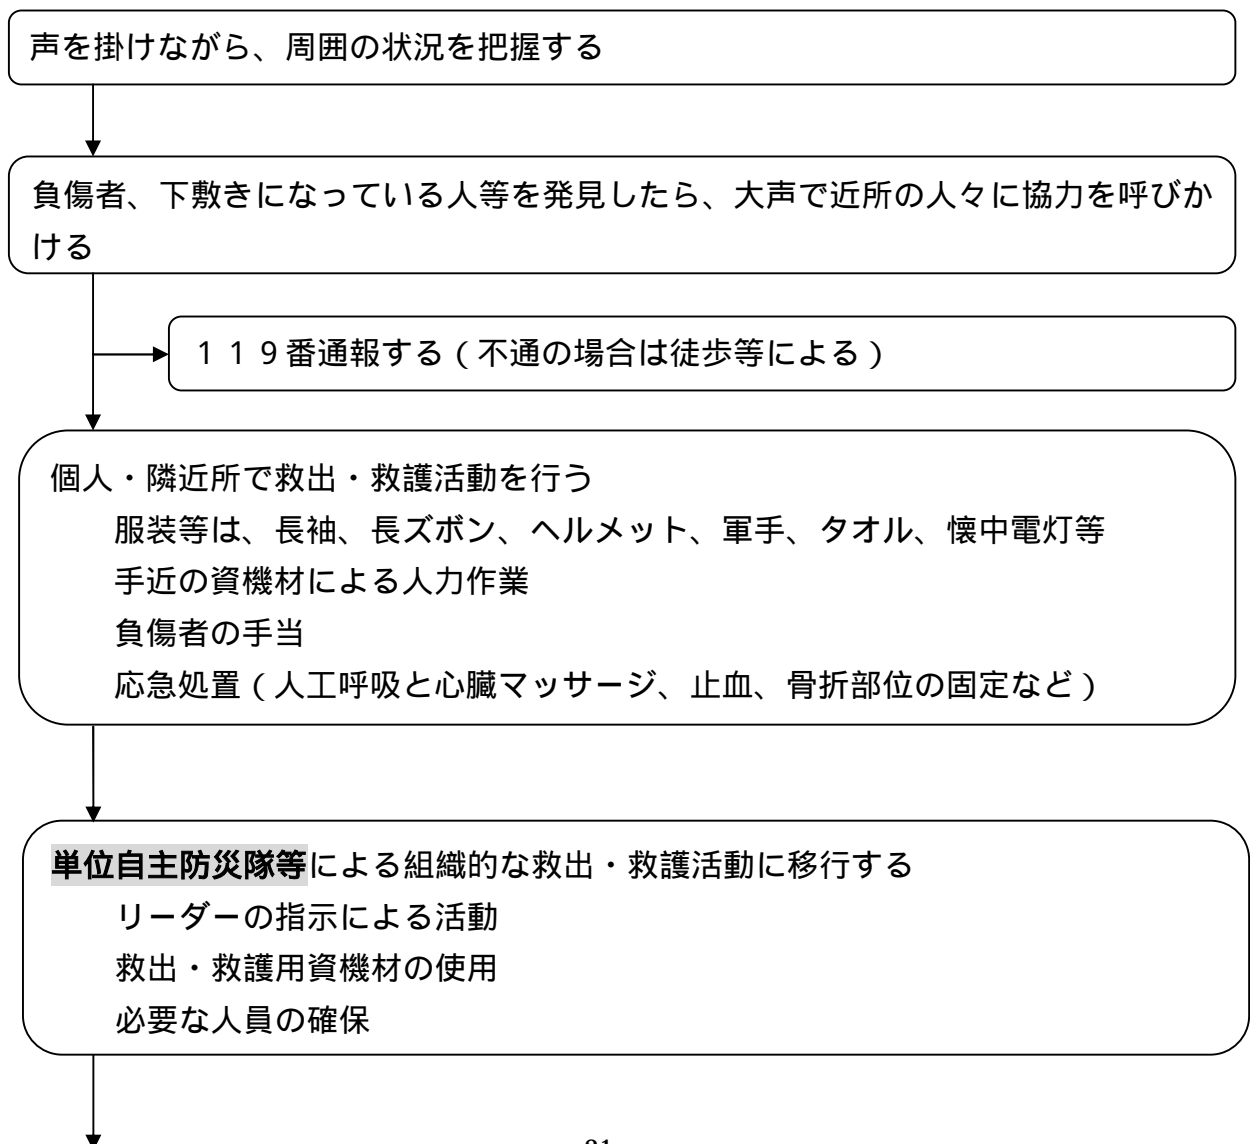 声を掛けながら、周囲の状況を把握する
負傷者、下敷きになっている人等を発見したら、大声で近所の人々に協力を呼びか
ける
１１９番通報する（不通の場合は徒歩等による）
個人・隣近所で救出・救護活動を行う
服装等は、長袖、長ズボン、ヘルメット、軍手、タオル、懐中電灯等
手近の資機材による人力作業
負傷者の手当
応急処置（人工呼吸と心臓マッサージ、止血、骨折部位の固定など）
単位自主防災隊等による組織的な救出・救護活動に移行する
リーダーの指示による活動
救出・救護用資機材の使用
必要な人員の確保